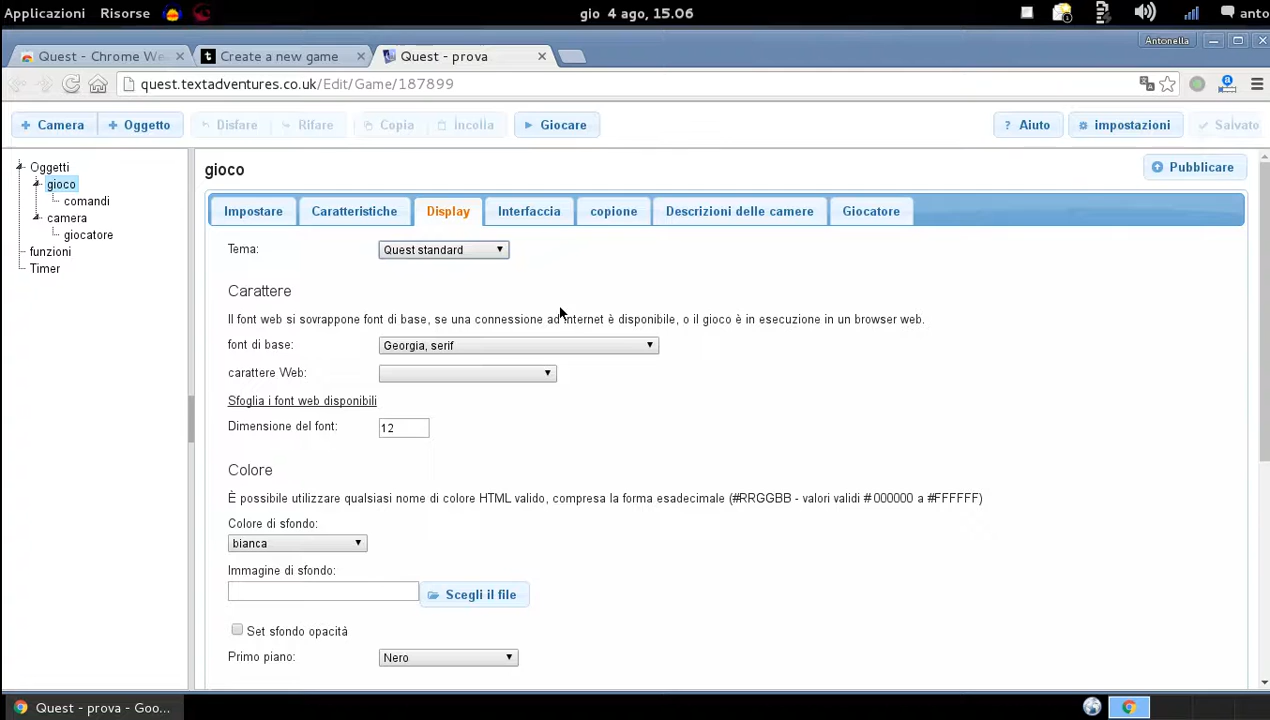 Applicazioni Risorse gio 4 ago, 15.06 1 anto
Quest - Chrome We Create a new game Quest - prova Antonella
quest.textadventures.co.uk/Edit/Game/187899
Camera Oggetto Disfare Rifare Copia Incolla Giocare ? Aiuto impostazioni Salvato
Oggetti
gioco
comandi
camera
giocatore
funzioni
Timer
gioco Pubblicare
Impostare Caratteristiche Display Interfaccia copione Descrizioni delle camere Giocatore
Tema: Quest standard
Carattere
Il font web si sovrappone font di base, se una connessione ad internet è disponibile, o il gioco è in esecuzione in un browser web.
font di base: Georgia, serif
carattere Web:
Sfoglia i font web disponibili
Dimensione del font: 12
Colore
È possibile utilizzare qualsiasi nome di colore HTML valido, compresa la forma esadecimale (#RRGGBB - valori validi # 000000 a #FFFFFF)
Colore di sfondo:
bianca
Immagine di sfondo:
Scegli il file
Set sfondo opacità
Primo piano: Nero
Quest - prova - Goo...